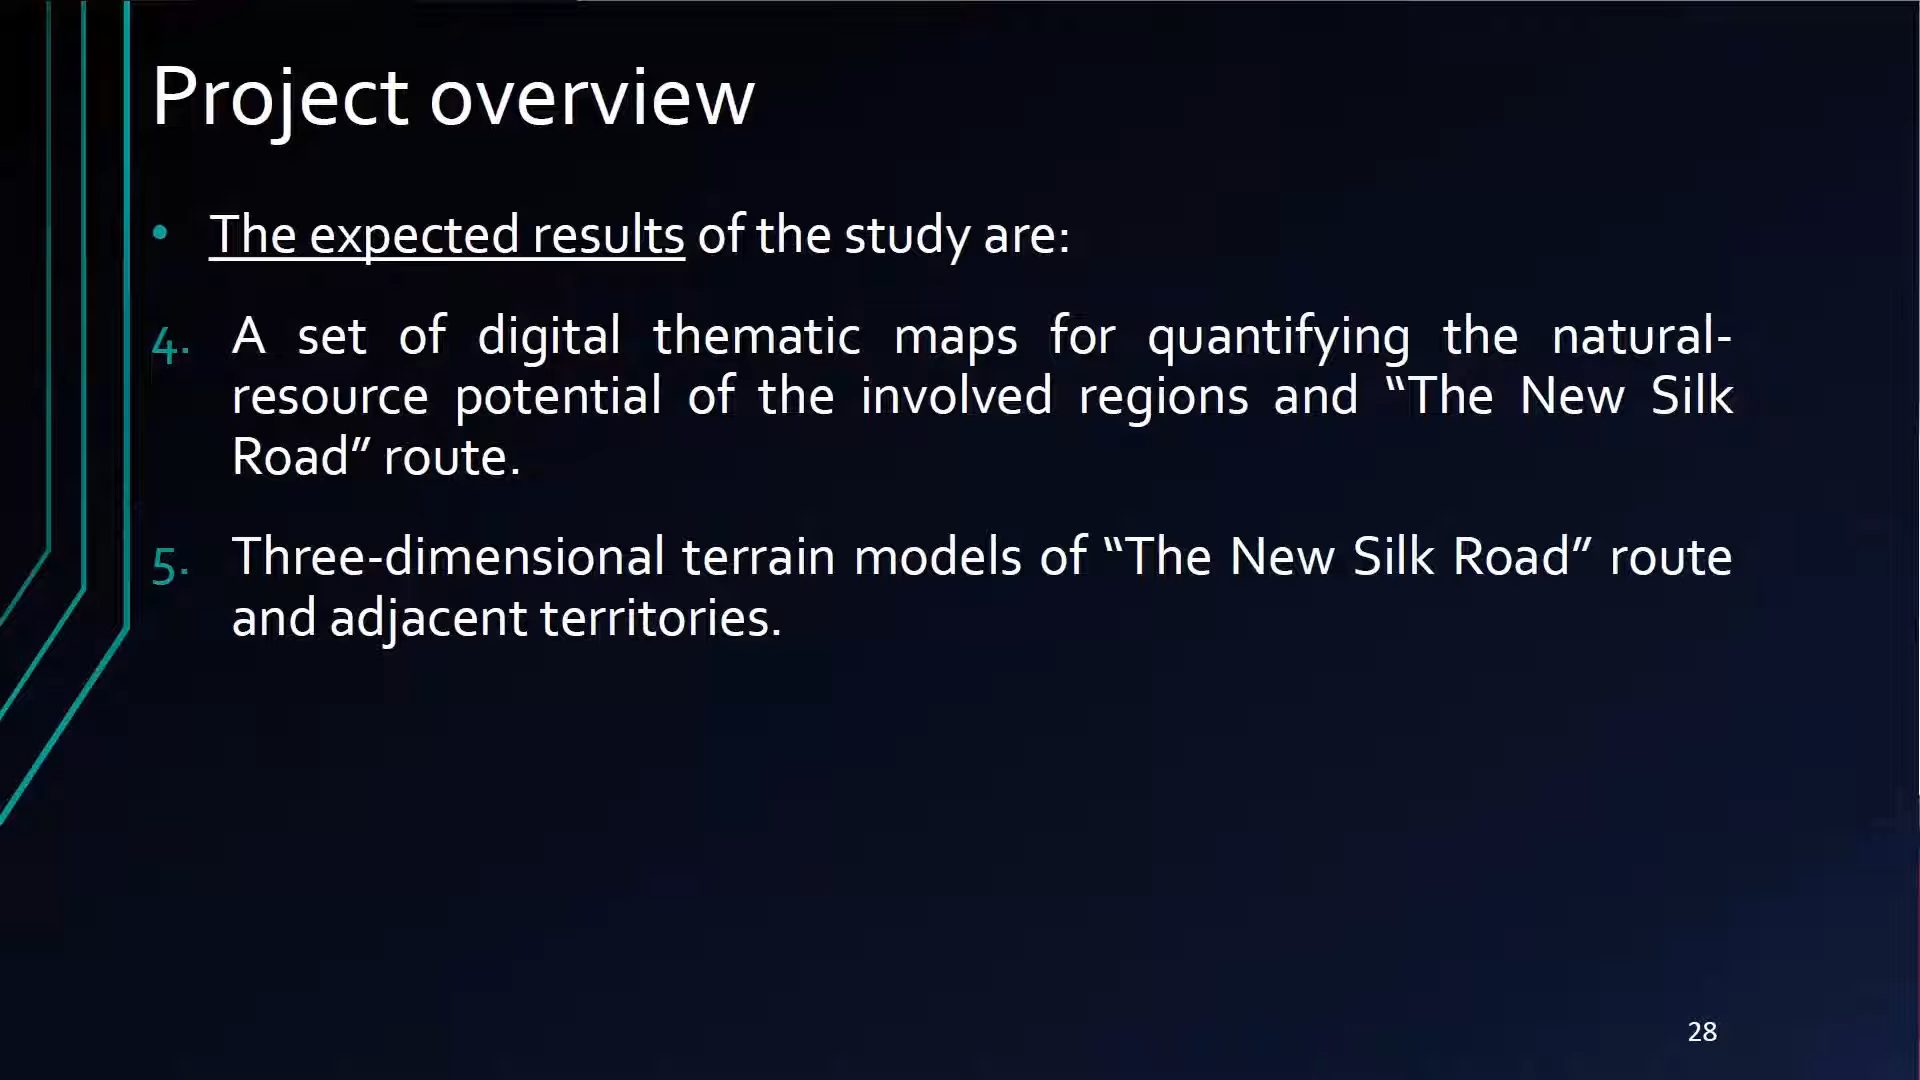 Project overview
• The expected results of the study are:
4. A set of digital thematic maps for quantifying the natural-
resource potential of the involved regions and “The New Silk
Road” route.
5. Three-dimensional terrain models of “The New Silk Road” route
and adjacent territories.
28